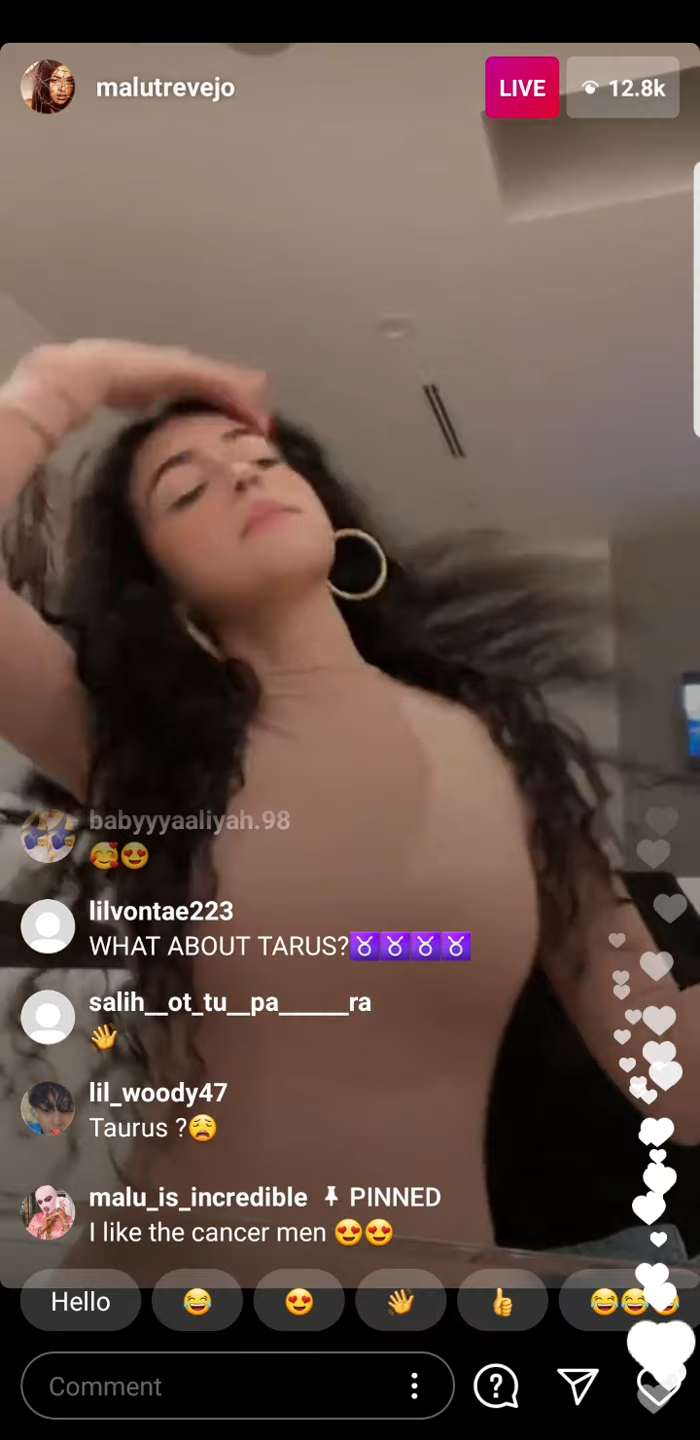 malutrevejo
LIVE
12.8k
babyyyaaliyah.98
🥰😍
lilvontae223
WHAT ABOUT TARUS?♉♉♉♉
salih__ot_tu__pa_____ra
👋
lil_woody47
Taurus ?😩
malu_is_incredible PINNED
I like the cancer men 😍😍
Hello 😂 😍 👋 👍 😂😂😂
Comment